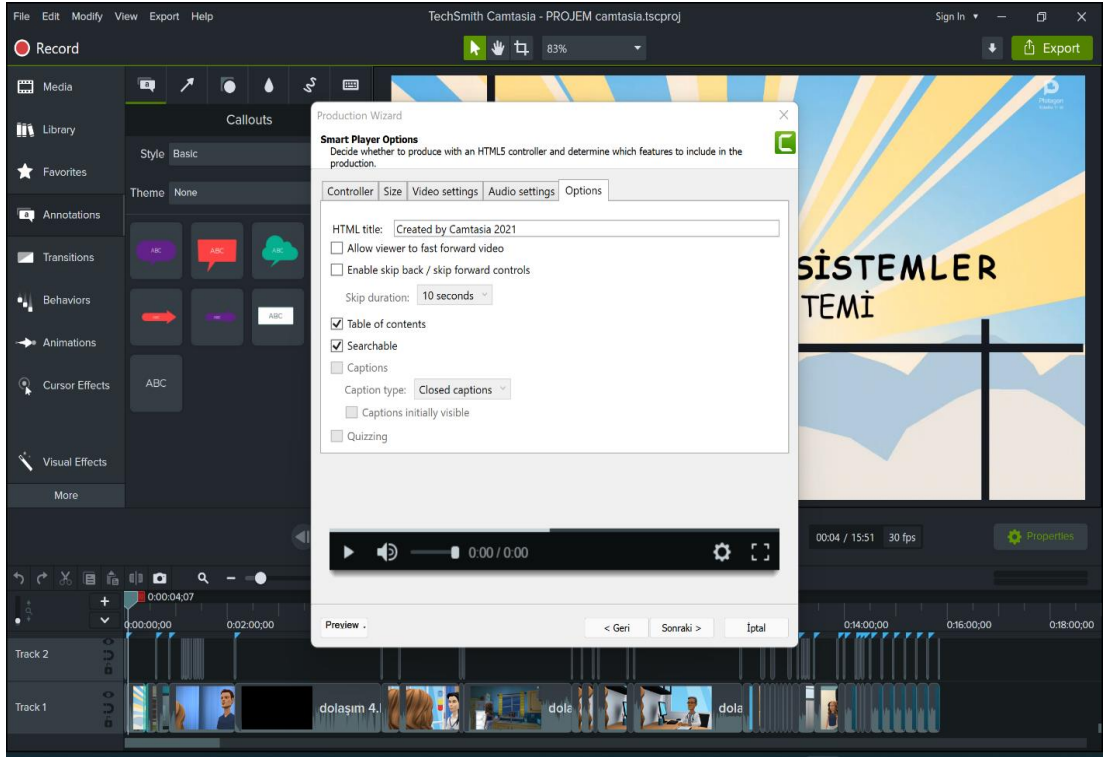 File Edit Modify View Export Help
TechSmith Camtasia - PROJEM camtasia.tscproj
Sign In
Record
83%
Export
Media
Library
Favorites
Annotations
Transitions
Behaviors
Animations
Cursor Effects
Visual Effects
More
Callouts
Style Basic
Theme None
ABC
ABC
ABC
ABC
ABC
Production Wizard
Smart Player Options
Decide whether to produce with an HTML5 controller and determine which features to include in the
production.
Controller Size Video settings Audio settings Options
HTML title: Created by Camtasia 2021
Allow viewer to fast forward video
Enable skip back / skip forward controls
Skip duration: 10 seconds
Table of contents
Searchable
Captions
Caption type: Closed captions
Captions initially visible
Quizzing
0:00 / 0:00
Preview
< Geri Sonraki > İptal
SİSTEMLER
TEMİ
00:04 / 15:51 30 fps
Properties
0:00:04;07
0:00:00;00 0:02:00;00 0:14:00;00 0:16:00;00 0:18:00;00
Track 2
Track 1
dolaşım 4. dola dola